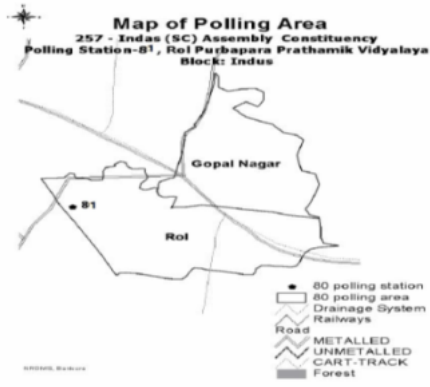 Map of Polling Area
257 - Indas (SC) Assembly Constituency
Polling Station-81, Rol Purbapara Prathamik Vidyalaya
Block: Indus
Gopal Nagar
81
Rol
80 polling station
80 polling area
Drainage System
Railways
Road
METALLED
UNMETALLED
CART-TRACK
Forest